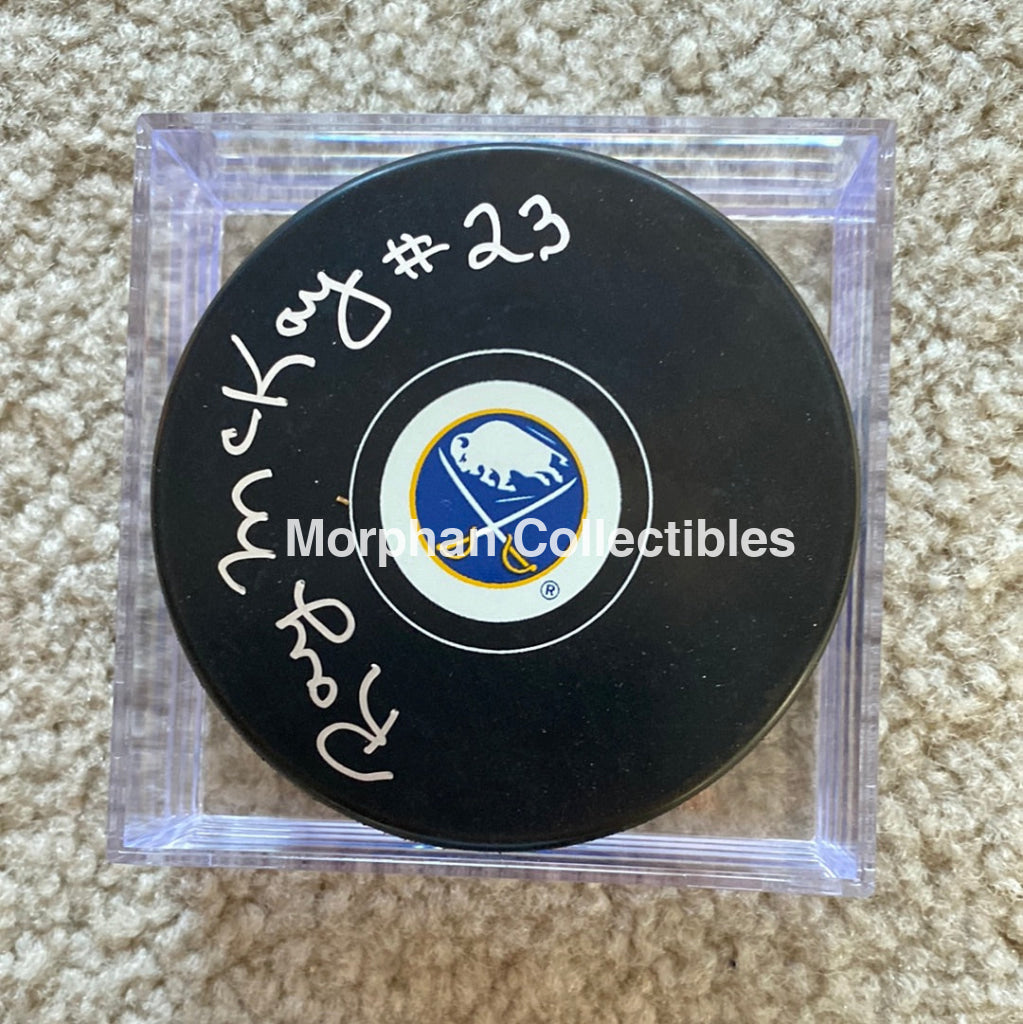 Ray McKay #23
Morphan Collectibles
®